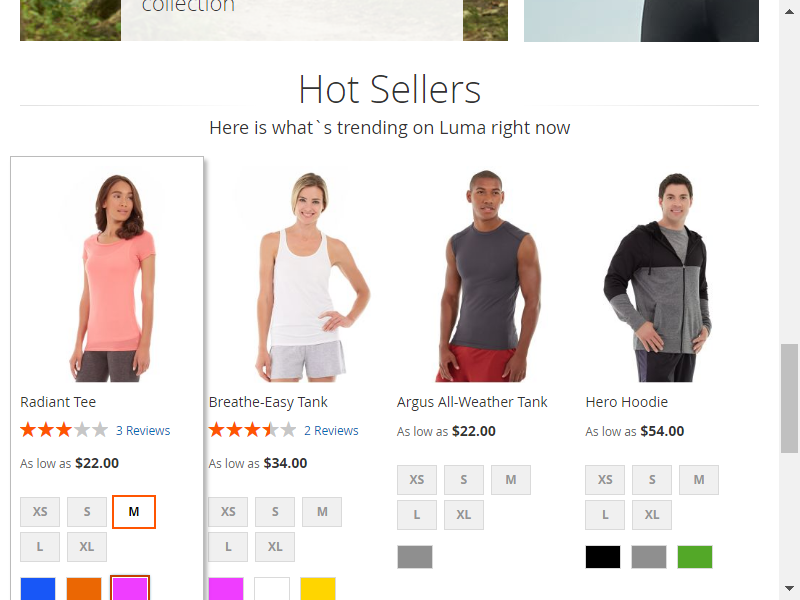 collection
Hot Sellers
Here is what`s trending on Luma right now
Radiant Tee
3 Reviews
As low as $22.00
XS S M
L XL
Breathe-Easy Tank
2 Reviews
As low as $34.00
XS S M
L XL
Argus All-Weather Tank
As low as $22.00
XS S M
L XL
Hero Hoodie
As low as $54.00
XS S M
L XL